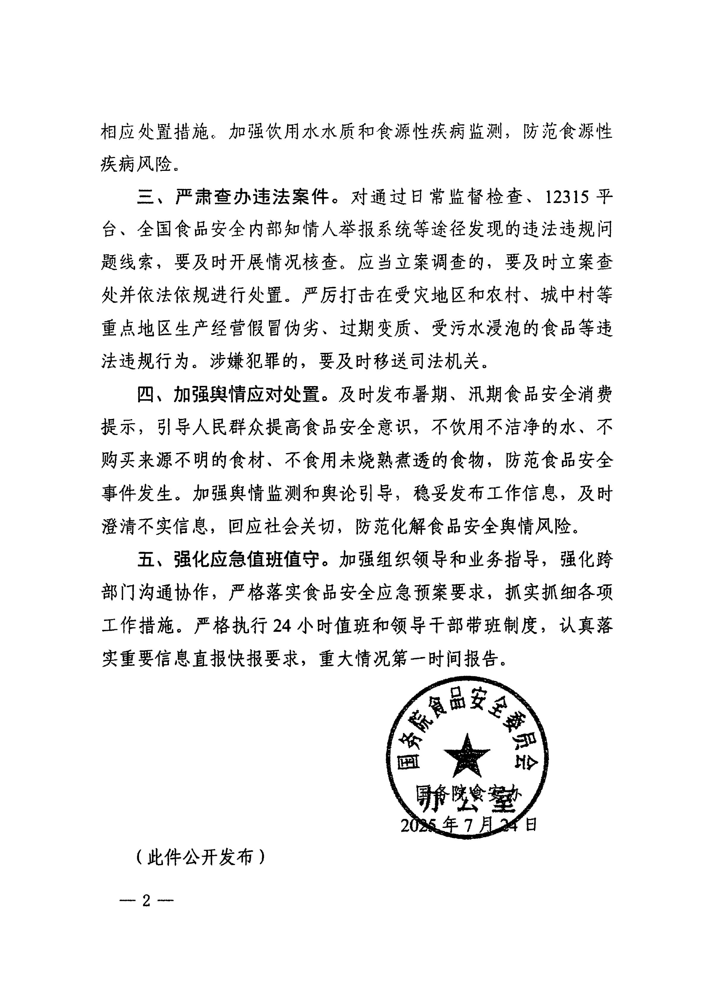 相应处置措施。加强饮用水水质和食源性疾病监测，防范食源性
疾病风险。
三、严肃查办违法案件。对通过日常监督检查、12315 平
台、全国食品安全内部知情人举报系统等途径发现的违法违规问
题线索，要及时开展情况核查。应当立案调查的，要及时立案查
处并依法依规进行处置。严厉打击在受灾地区和农村、城中村等
重点地区生产经营假冒伪劣、过期变质、受污水浸泡的食品等违
法违规行为。涉嫌犯罪的，要及时移送司法机关。
四、加强舆情应对处置。及时发布暑期、汛期食品安全消费
提示，引导人民群众提高食品安全意识，不饮用不洁净的水、不
购买来源不明的食材、不食用未烧熟煮透的食物，防范食品安全
事件发生。加强舆情监测和舆论引导，稳妥发布工作信息，及时
澄清不实信息，回应社会关切，防范化解食品安全舆情风险。
五、强化应急值班值守。加强组织领导和业务指导，强化跨
部门沟通协作，严格落实食品安全应急预案要求，抓实抓细各项
工作措施。严格执行 24 小时值班和领导干部带班制度，认真落
实重要信息直报快报要求，重大情况第一时间报告。
国务院食品安全委员会
国务院食安办
办公室
2025 年 7 月 24 日
（此件公开发布）
— 2 —